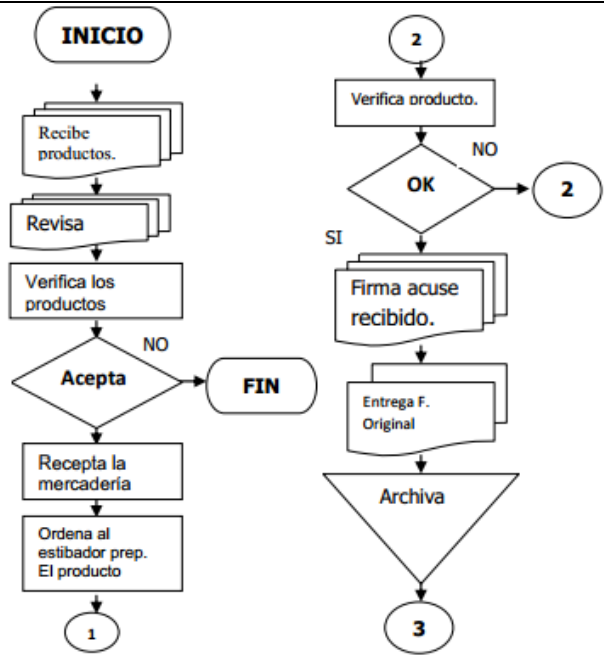 INICIO
Recibe
productos.
Revisa
Verifica los
productos
NO
Acepta
FIN
Recepta la
mercadería
Ordena al
estibador prep.
El producto
1
2
Verifica producto.
NO
OK
2
SI
Firma acuse
recibido.
Entrega F.
Original
Archiva
3